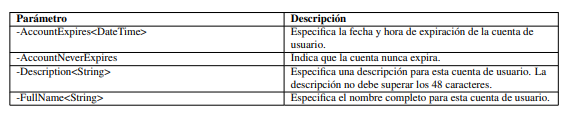 Parámetro Descripción
-AccountExpires<DateTime> Especifica la fecha y hora de expiración de la cuenta de
usuario.
-AccountNeverExpires Indica que la cuenta nunca expira.
-Description<String> Especifica una descripción para esta cuenta de usuario. La
descripción no debe superar los 48 caracteres.
-FullName<String> Especifica el nombre completo para esta cuenta de usuario.